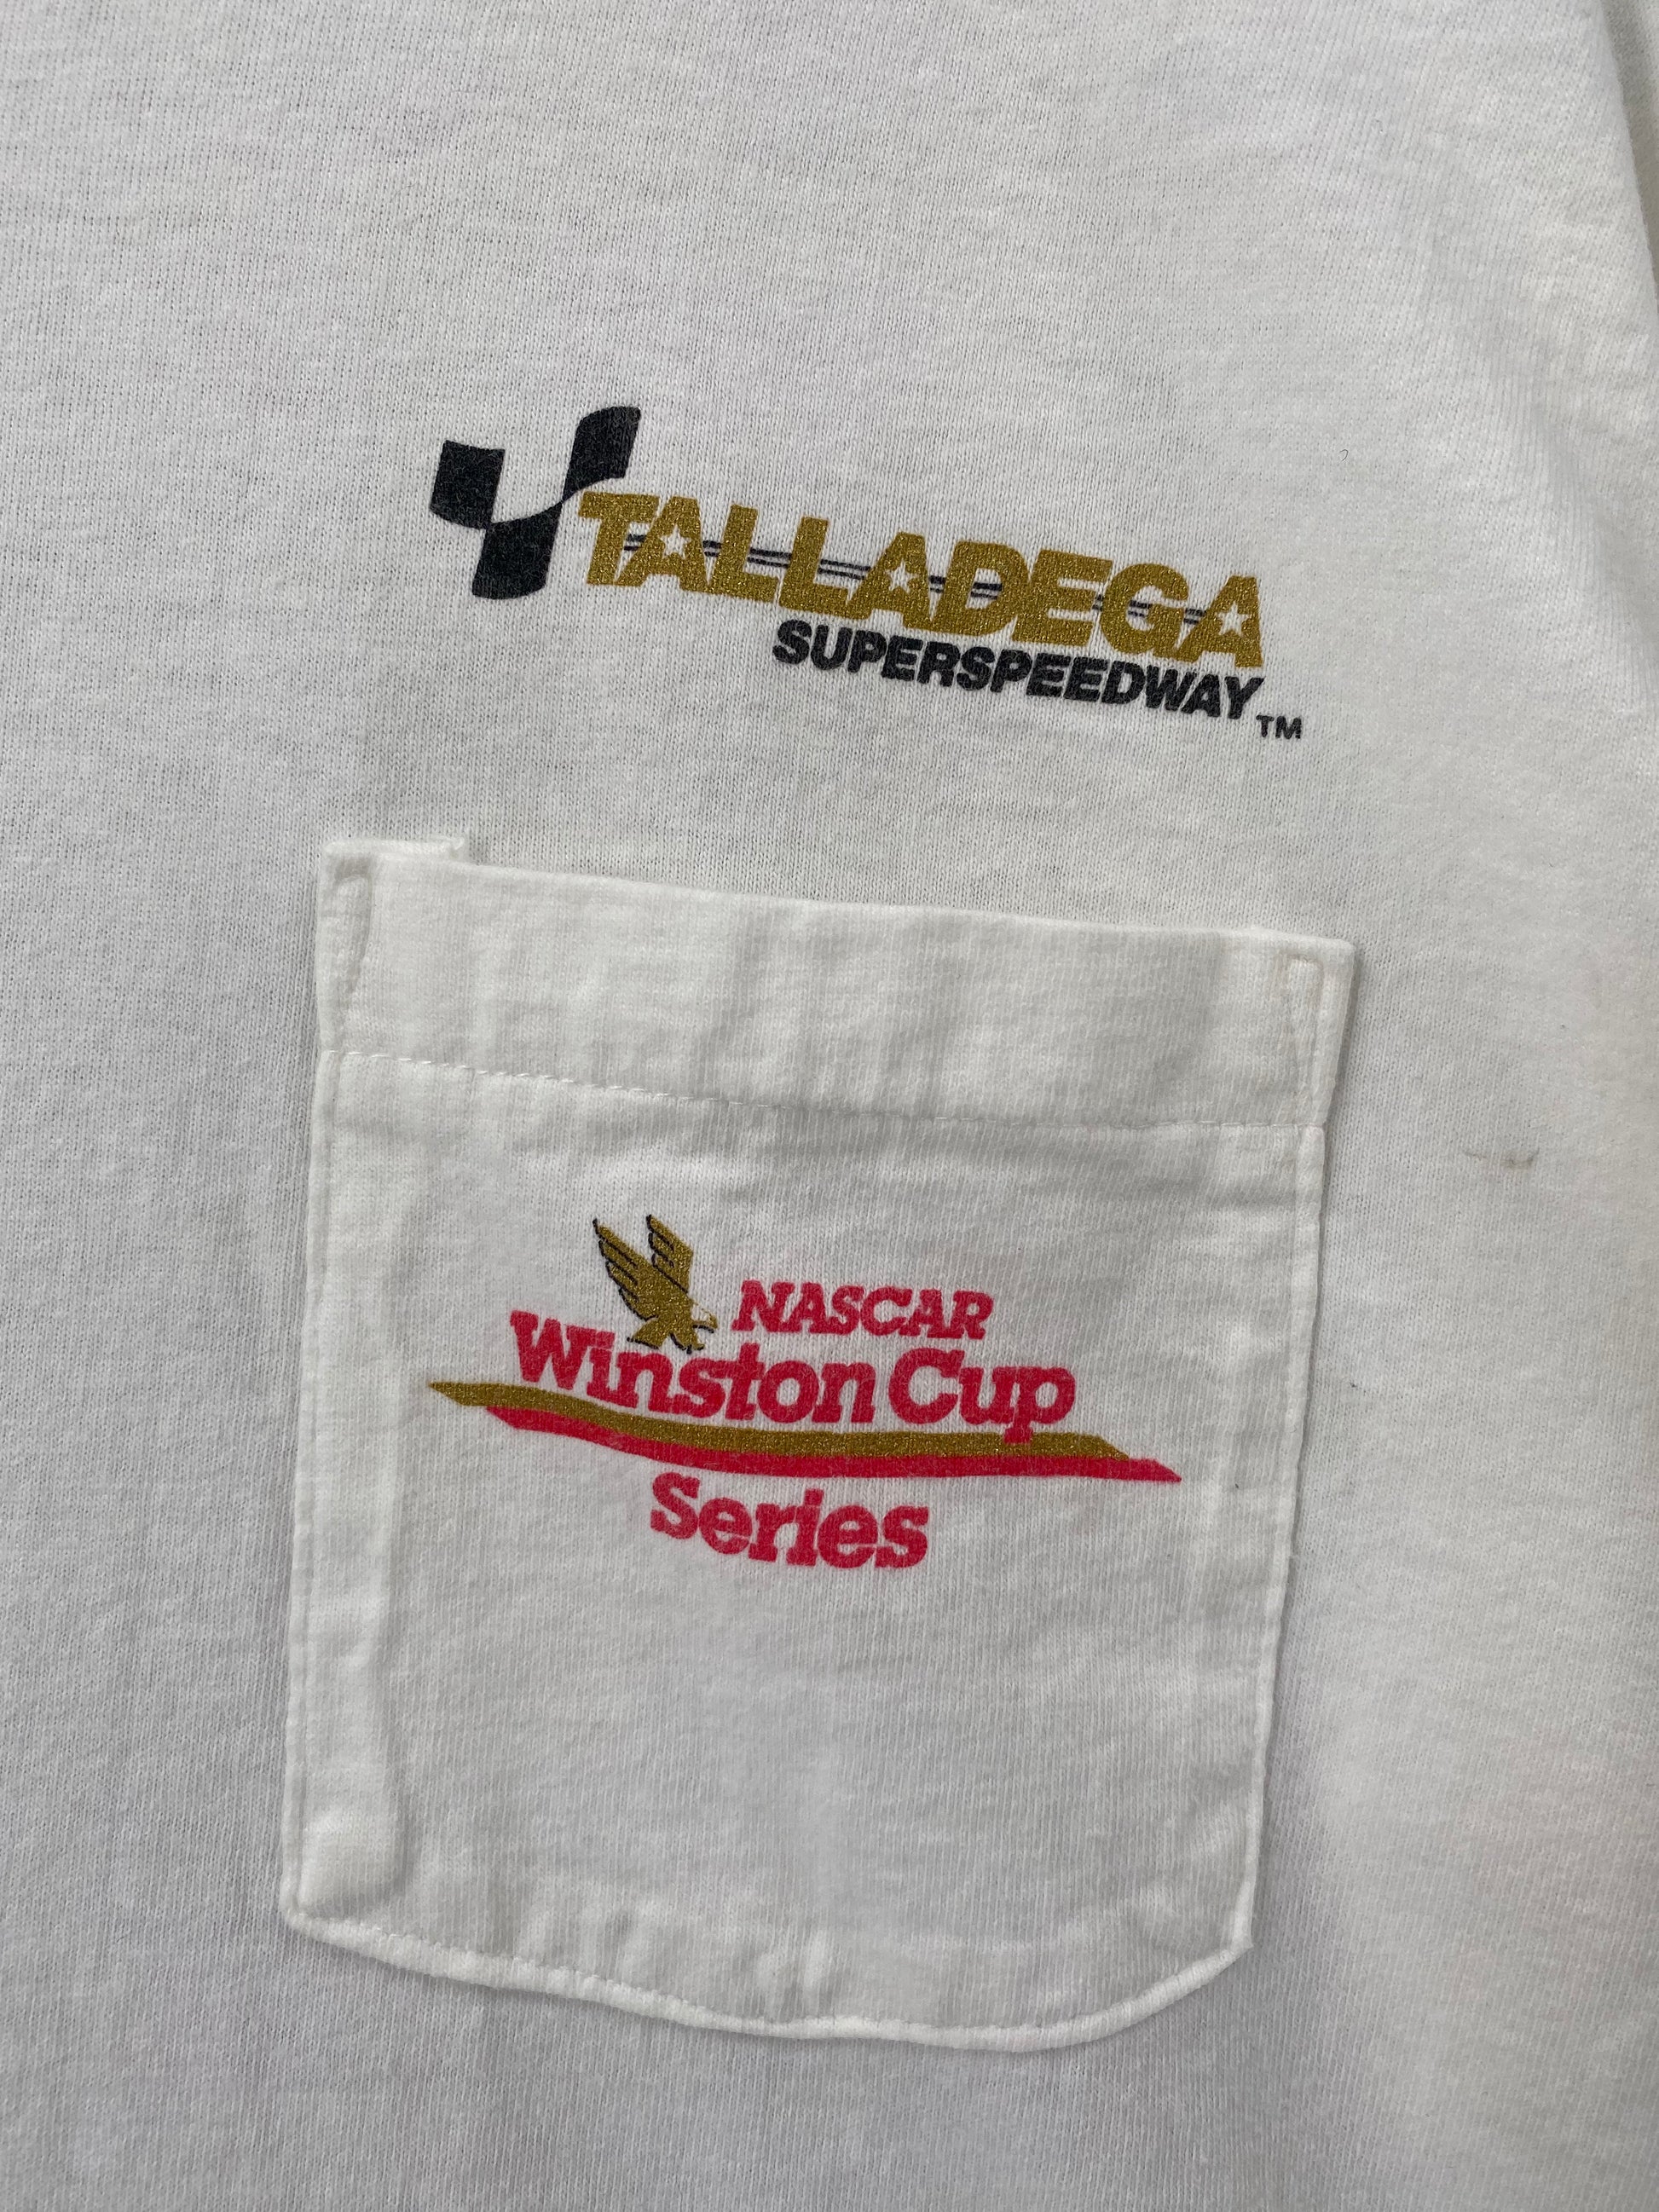 TALLADEGA
SUPERSPEEDWAY™
NASCAR
Winston Cup
Series